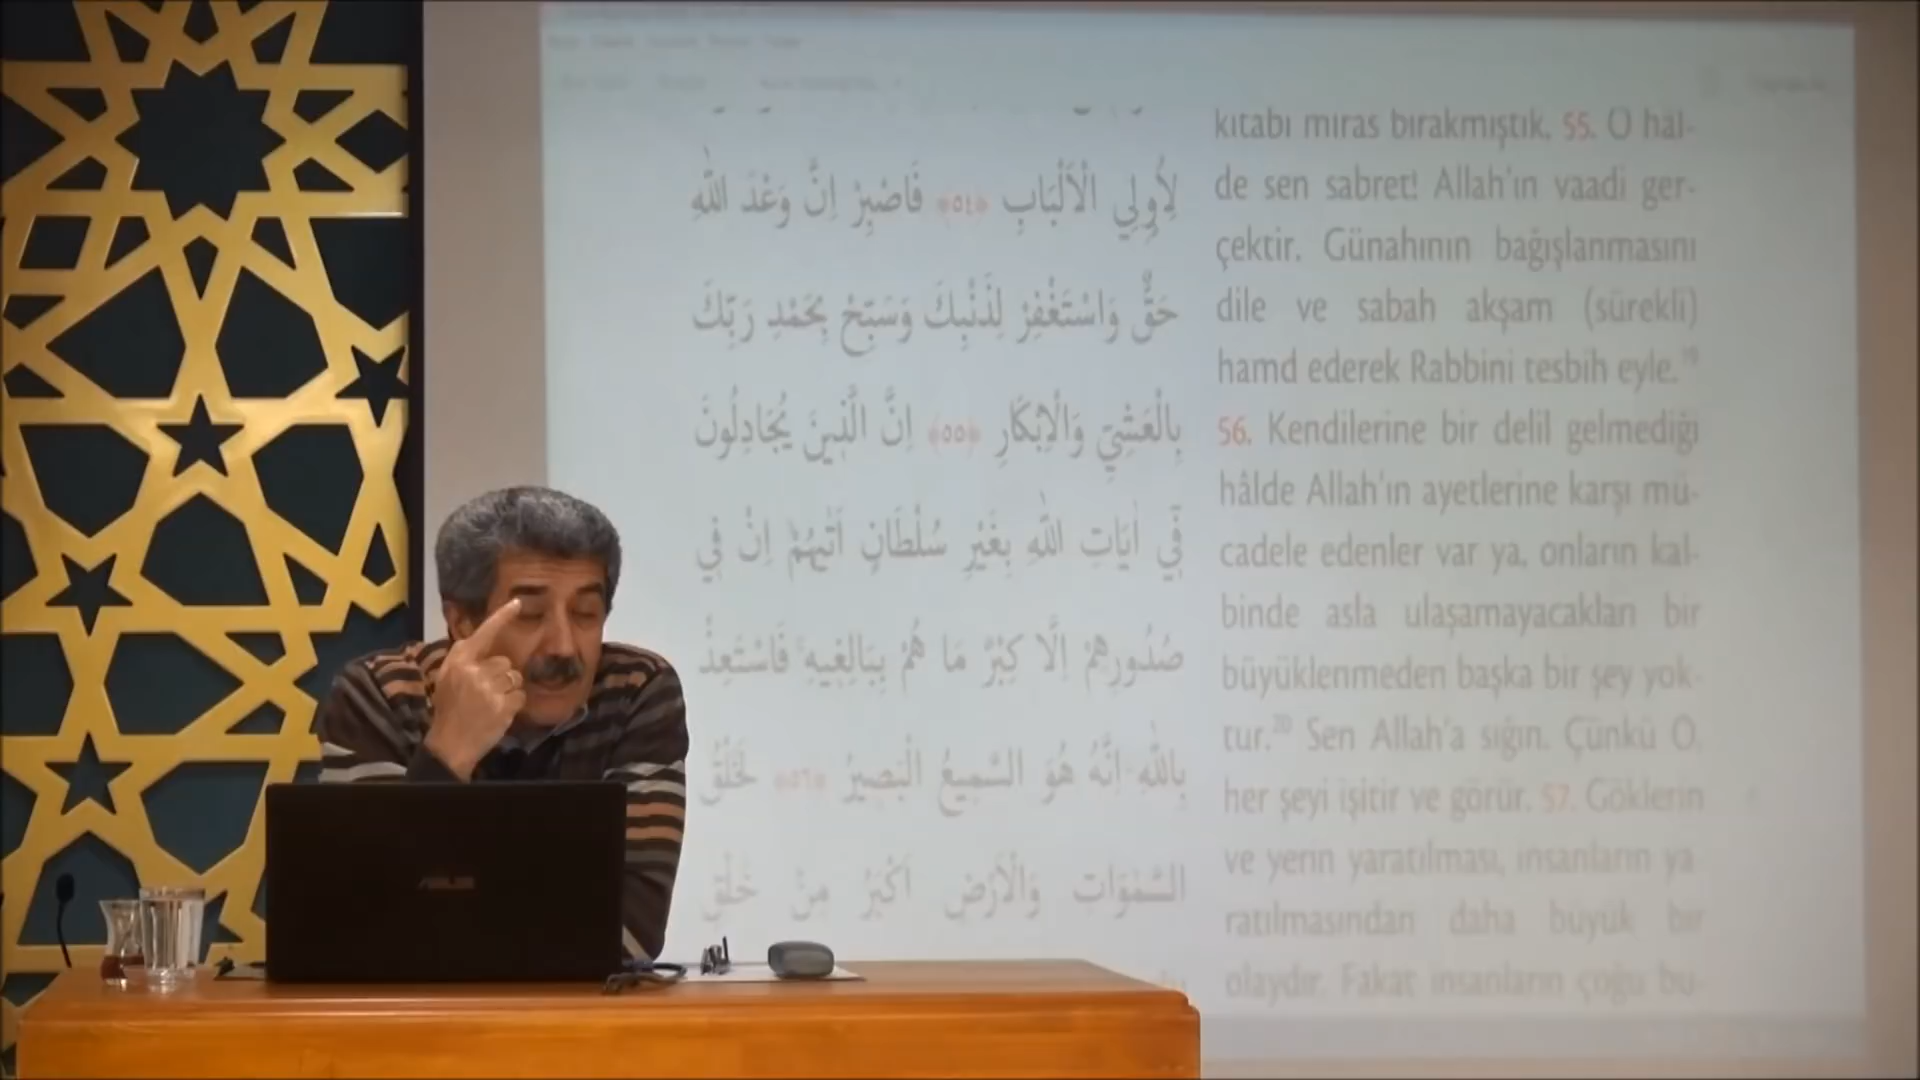 لِاُولِي الْاَلْبَابِ ﴿٥٤﴾ فَاصْبِرْ اِنَّ وَعْدَ اللّٰهِ
حَقٌّ وَاسْتَغْفِرْ لِذَنْبِكَ وَسَبِّحْ بِحَمْدِ رَبِّكَ
بِالْعَشِيِّ وَالْاِبْكَارِ ﴿٥٥﴾ اِنَّ الَّذِينَ يُجَادِلُونَ
فِٓي اٰيَاتِ اللّٰهِ بِغَيْرِ سُلْطَانٍ اَتٰيهُمْ اِنْ فِي
صُدُورِهِمْ اِلَّا كِبْرٌ مَا هُمْ بِبَالِغِيهِ فَاسْتَعِذْ
بِاللّٰهِ اِنَّهُ هُوَ السَّمِيعُ الْبَصِيرُ ﴿٥٦﴾ لَخَلْقُ
السَّمٰوَاتِ وَالْاَرْضِ اَكْبَرُ مِنْ خَلْقِ
kitabı miras bırakmıştık. 55. O hâl-
de sen sabret! Allah'ın vaadi ger-
çektir. Günahının bağışlanmasını
dile ve sabah akşam (sürekli)
hamd ederek Rabbini tesbih eyle.19
56. Kendilerine bir delil gelmediği
hâlde Allah'ın ayetlerine karşı mü-
cadele edenler var ya, onların kal-
binde asla ulaşamayacakları bir
büyüklenmeden başka bir şey yok-
tur.20 Sen Allah'a sığın. Çünkü O,
her şeyi işitir ve görür. 57. Göklerin
ve yerin yaratılması, insanların ya-
ratılmasından daha büyük bir
olaydır. Fakat insanların çoğu bu-
ASUS